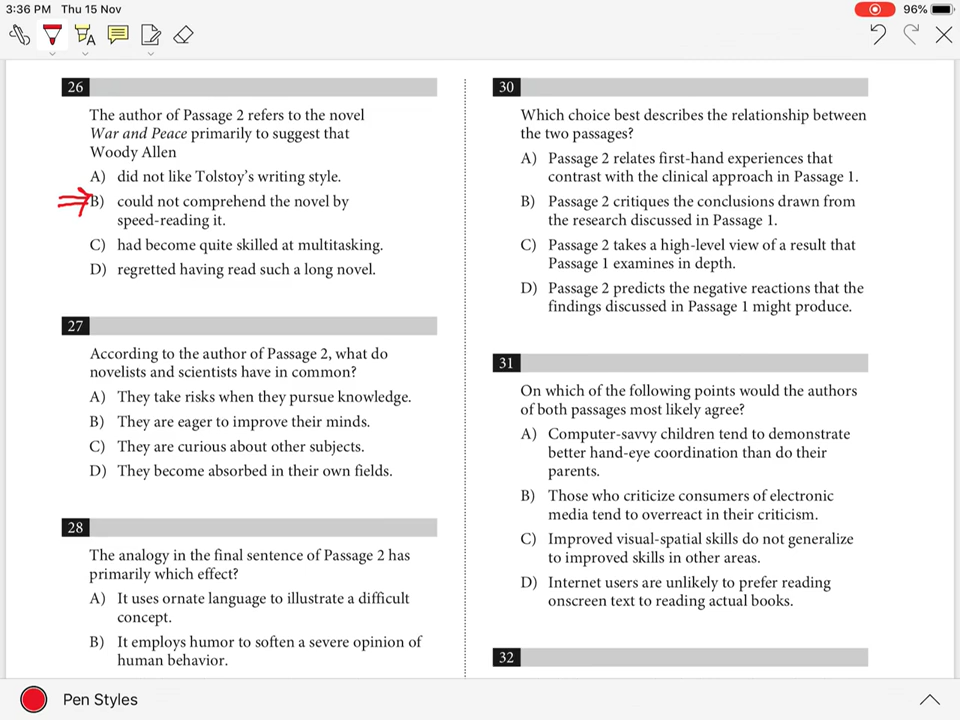 3:36 PM Thu 15 Nov
96%
26
The author of Passage 2 refers to the novel
War and Peace primarily to suggest that
Woody Allen
A) did not like Tolstoy's writing style.
B) could not comprehend the novel by
speed-reading it.
C) had become quite skilled at multitasking.
D) regretted having read such a long novel.
27
According to the author of Passage 2, what do
novelists and scientists have in common?
A) They take risks when they pursue knowledge.
B) They are eager to improve their minds.
C) They are curious about other subjects.
D) They become absorbed in their own fields.
28
The analogy in the final sentence of Passage 2 has
primarily which effect?
A) It uses ornate language to illustrate a difficult
concept.
B) It employs humor to soften a severe opinion of
human behavior.
30
Which choice best describes the relationship between
the two passages?
A) Passage 2 relates first-hand experiences that
contrast with the clinical approach in Passage 1.
B) Passage 2 critiques the conclusions drawn from
the research discussed in Passage 1.
C) Passage 2 takes a high-level view of a result that
Passage 1 examines in depth.
D) Passage 2 predicts the negative reactions that the
findings discussed in Passage 1 might produce.
31
On which of the following points would the authors
of both passages most likely agree?
A) Computer-savvy children tend to demonstrate
better hand-eye coordination than do their
parents.
B) Those who criticize consumers of electronic
media tend to overreact in their criticism.
C) Improved visual-spatial skills do not generalize
to improved skills in other areas.
D) Internet users are unlikely to prefer reading
onscreen text to reading actual books.
32
Pen Styles